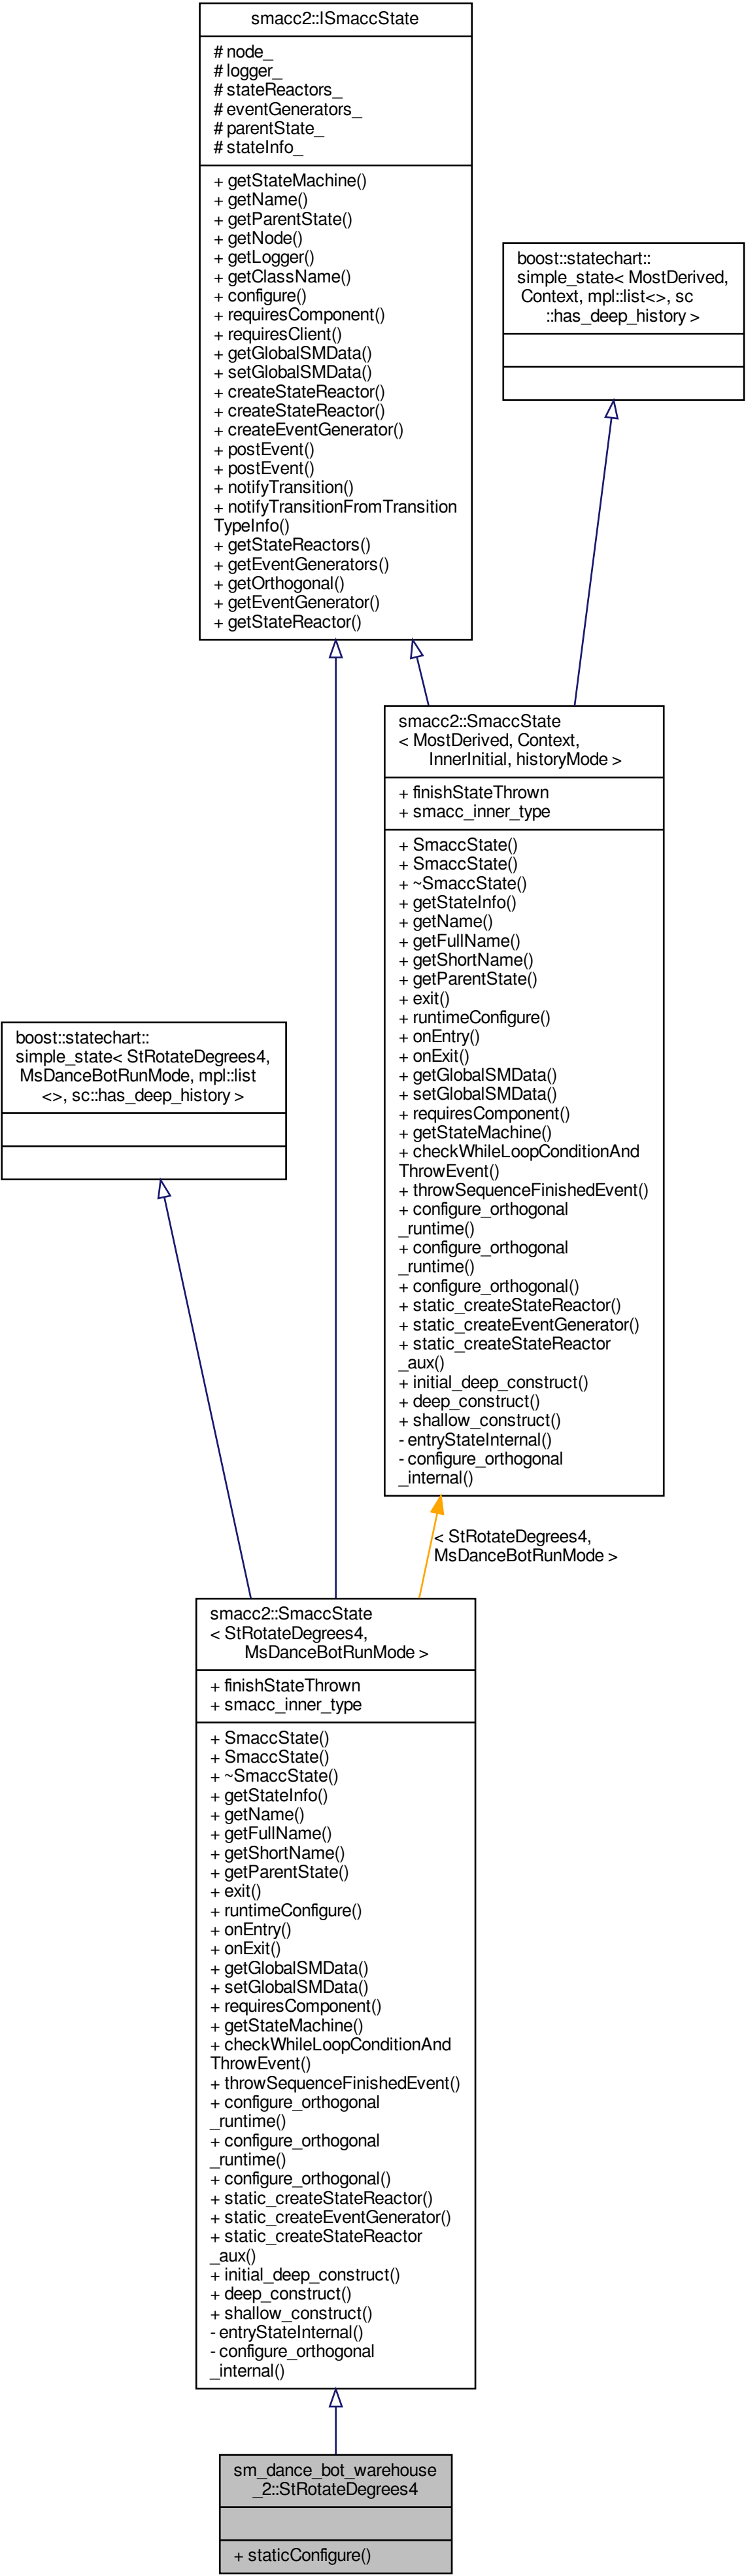 smacc2::ISmaccState
# node_
# logger_
# stateReactors_
# eventGenerators_
# parentState_
# stateInfo_
+ getStateMachine()
+ getName()
+ getParentState()
+ getNode()
+ getLogger()
+ getClassName()
+ configure()
+ requiresComponent()
+ requiresClient()
+ getGlobalSMData()
+ setGlobalSMData()
+ createStateReactor()
+ createStateReactor()
+ createEventGenerator()
+ postEvent()
+ postEvent()
+ notifyTransition()
+ notifyTransitionFromTransition
TypeInfo()
+ getStateReactors()
+ getEventGenerators()
+ getOrthogonal()
+ getEventGenerator()
+ getStateReactor()
boost::statechart::
simple_state< MostDerived,
Context, mpl::list<>, sc
::has_deep_history >
smacc2::SmaccState
< MostDerived, Context,
InnerInitial, historyMode >
+ finishStateThrown
+ smacc_inner_type
+ SmaccState()
+ SmaccState()
+ ~SmaccState()
+ getStateInfo()
+ getName()
+ getFullName()
+ getShortName()
+ getParentState()
+ exit()
+ runtimeConfigure()
+ onEntry()
+ onExit()
+ getGlobalSMData()
+ setGlobalSMData()
+ requiresComponent()
+ getStateMachine()
+ checkWhileLoopConditionAnd
ThrowEvent()
+ throwSequenceFinishedEvent()
+ configure_orthogonal
_runtime()
+ configure_orthogonal
_runtime()
+ configure_orthogonal()
+ static_createStateReactor()
+ static_createEventGenerator()
+ static_createStateReactor
_aux()
+ initial_deep_construct()
+ deep_construct()
+ shallow_construct()
- entryStateInternal()
- configure_orthogonal
_internal()
boost::statechart::
simple_state< StRotateDegrees4,
MsDanceBotRunMode, mpl::list
<>, sc::has_deep_history >
< StRotateDegrees4,
MsDanceBotRunMode >
smacc2::SmaccState
< StRotateDegrees4,
MsDanceBotRunMode >
+ finishStateThrown
+ smacc_inner_type
+ SmaccState()
+ SmaccState()
+ ~SmaccState()
+ getStateInfo()
+ getName()
+ getFullName()
+ getShortName()
+ getParentState()
+ exit()
+ runtimeConfigure()
+ onEntry()
+ onExit()
+ getGlobalSMData()
+ setGlobalSMData()
+ requiresComponent()
+ getStateMachine()
+ checkWhileLoopConditionAnd
ThrowEvent()
+ throwSequenceFinishedEvent()
+ configure_orthogonal
_runtime()
+ configure_orthogonal
_runtime()
+ configure_orthogonal()
+ static_createStateReactor()
+ static_createEventGenerator()
+ static_createStateReactor
_aux()
+ initial_deep_construct()
+ deep_construct()
+ shallow_construct()
- entryStateInternal()
- configure_orthogonal
_internal()
sm_dance_bot_warehouse
_2::StRotateDegrees4
+ staticConfigure()